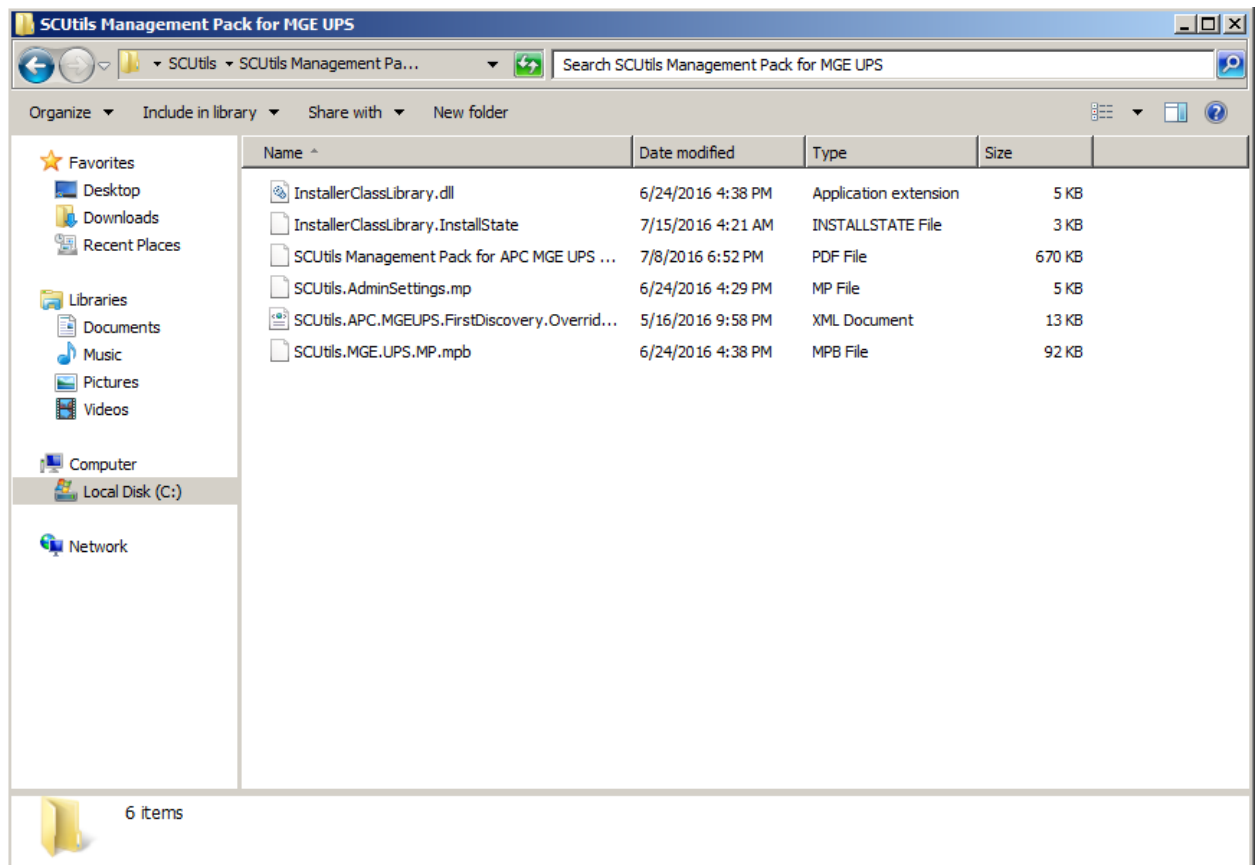 SCUtils Management Pack for MGE UPS
SCUtils SCUtils Management Pa... Search SCUtils Management Pack for MGE UPS
Organize Include in library Share with New folder
Favorites
Desktop
Downloads
Recent Places
Libraries
Documents
Music
Pictures
Videos
Computer
Local Disk (C:)
Network
Name Date modified Type Size
InstallerClassLibrary.dll 6/24/2016 4:38 PM Application extension 5 KB
InstallerClassLibrary.InstallState 7/15/2016 4:21 AM INSTALLSTATE File 3 KB
SCUtils Management Pack for APC MGE UPS ... 7/8/2016 6:52 PM PDF File 670 KB
SCUtils.AdminSettings.mp 6/24/2016 4:29 PM MP File 5 KB
SCUtils.APC.MGEUPS.FirstDiscovery.Overrid... 5/16/2016 9:58 PM XML Document 13 KB
SCUtils.MGE.UPS.MP.mpb 6/24/2016 4:38 PM MPB File 92 KB
6 items